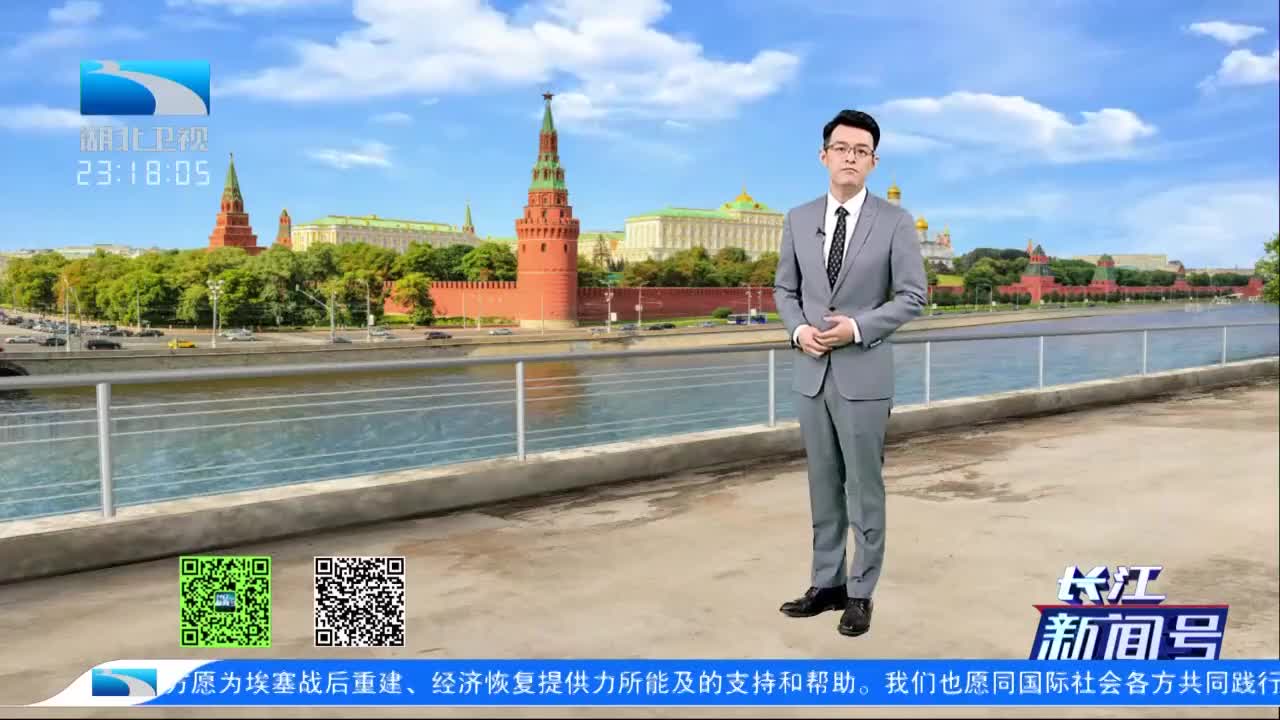 湖北卫视
23:18:05
长江
新闻号
方愿为埃塞战后重建、经济恢复提供力所能及的支持和帮助。我们也愿同国际社会各方共同践行